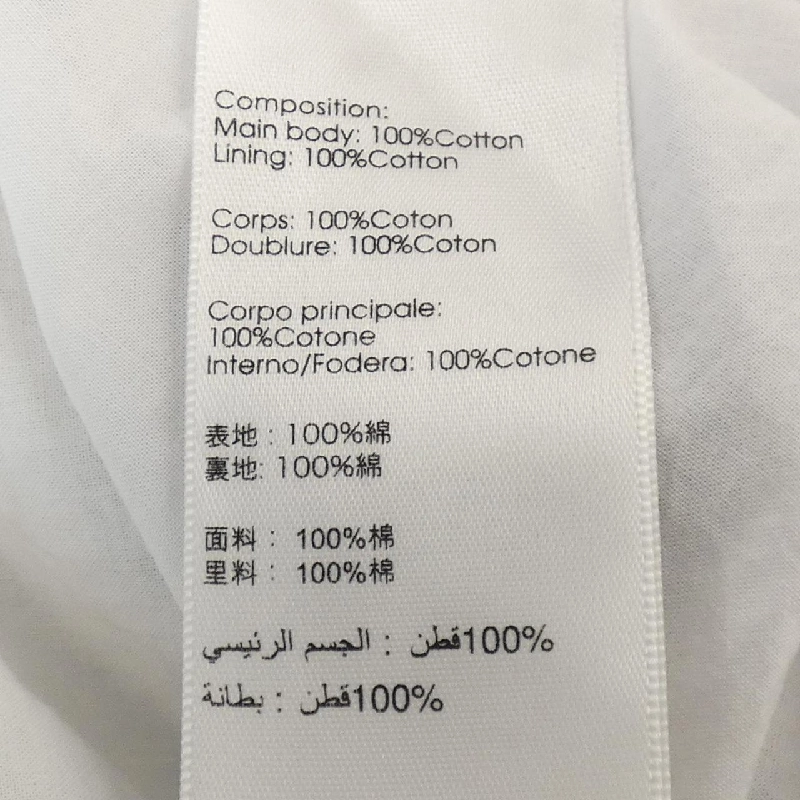 Composition:
Main body: 100%Cotton
Lining: 100%Cotton
Corps: 100%Coton
Doublure: 100%Coton
Corpo principale:
100%Cotone
Interno/Fodera: 100%Cotone
表地 : 100%綿
裏地: 100%綿
面料 : 100%棉
里料 : 100%棉
100%قطن : الجسم الرئيسي
100%قطن : بطانة